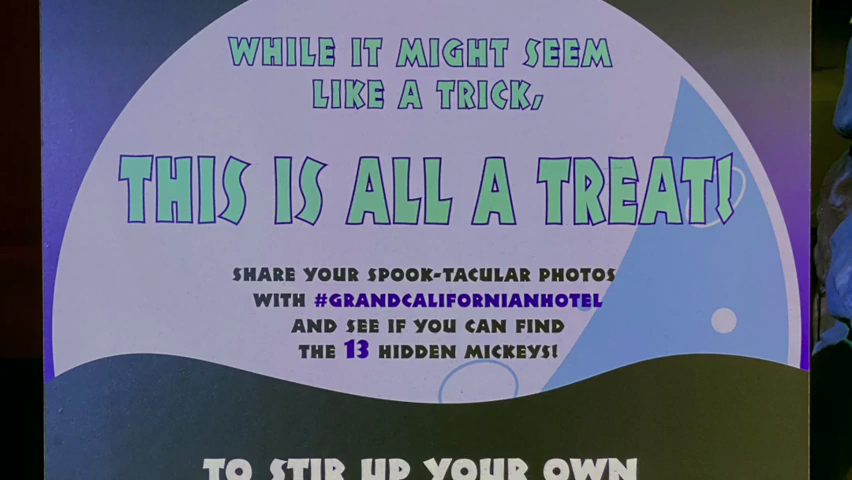 WHILE IT MIGHT SEEM
LIKE A TRICK,
THIS IS ALL A TREAT!
SHARE YOUR SPOOK-TACULAR PHOTOS
WITH #GRANDCALIFORNIANHOTEL
AND SEE IF YOU CAN FIND
THE 13 HIDDEN MICKEYS!
TO STIR UP YOUR OWN